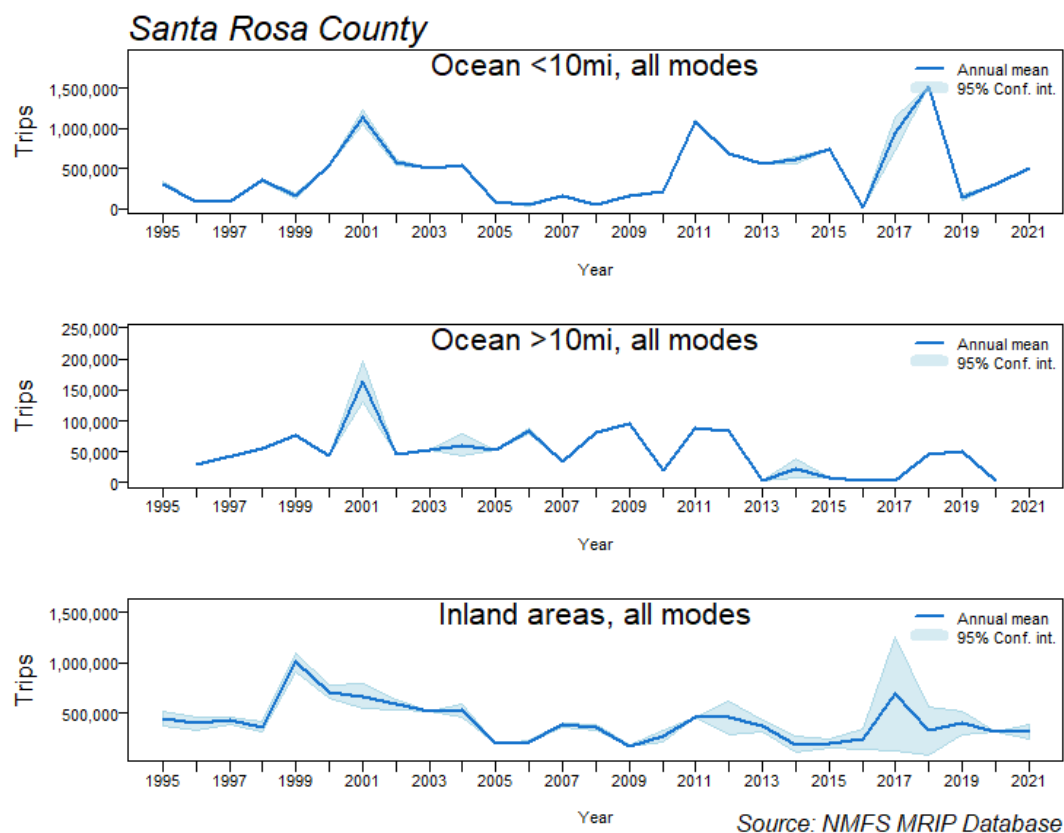 Santa Rosa County
Ocean <10mi, all modes
Annual mean
95% Conf. int.
Trips
1,500,000
1,000,000
500,000
0
1995 1997 1999 2001 2003 2005 2007 2009 2011 2013 2015 2017 2019 2021
Year
Ocean >10mi, all modes
Annual mean
95% Conf. int.
Trips
250,000
200,000
150,000
100,000
50,000
0
1995 1997 1999 2001 2003 2005 2007 2009 2011 2013 2015 2017 2019 2021
Year
Inland areas, all modes
Annual mean
95% Conf. int.
Trips
1,500,000
1,000,000
500,000
1995 1997 1999 2001 2003 2005 2007 2009 2011 2013 2015 2017 2019 2021
Year
Source: NMFS MRIP Database